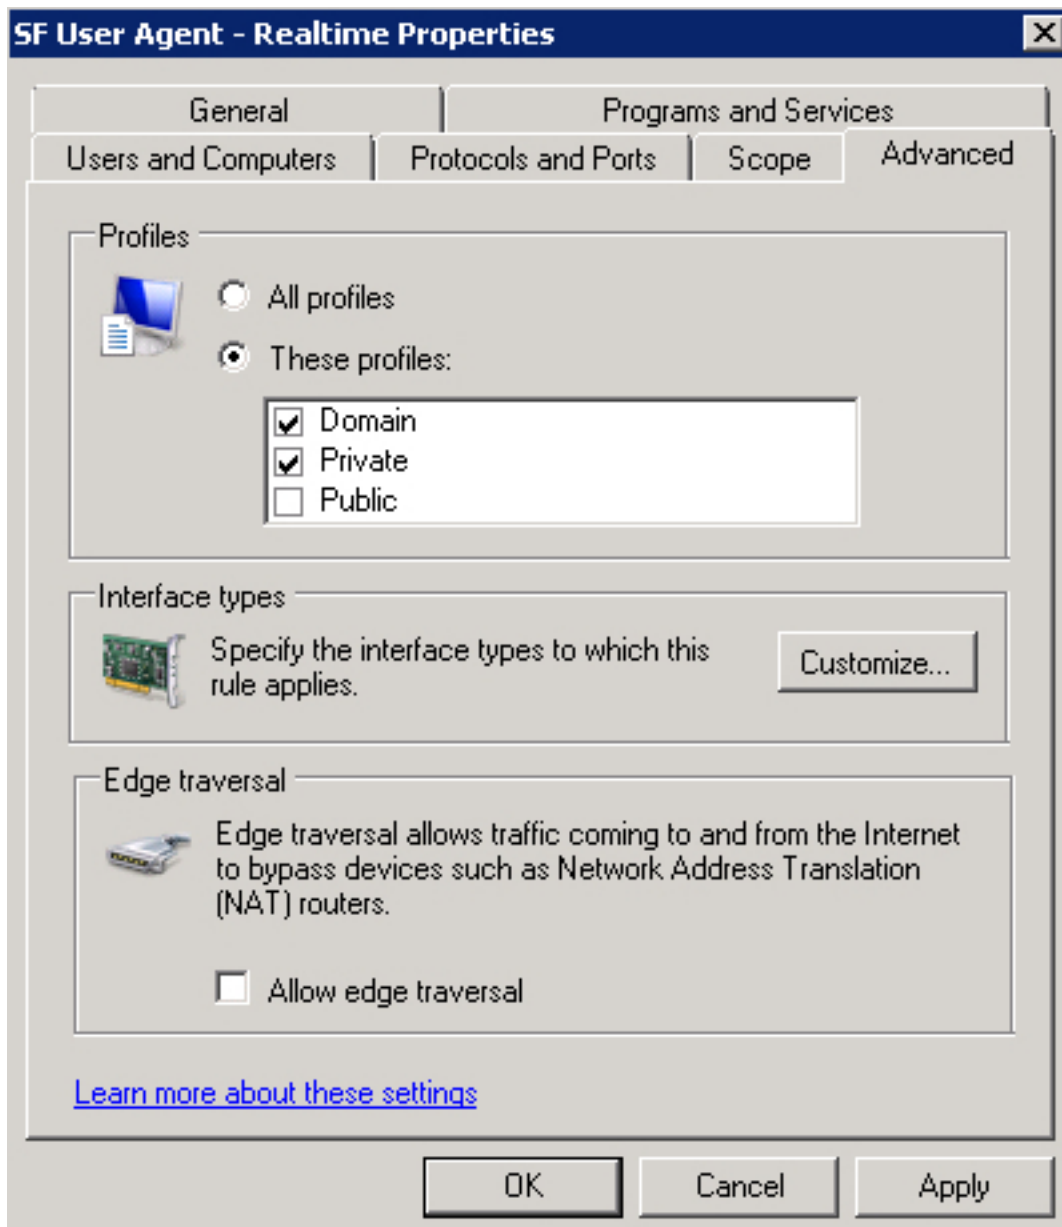 SF User Agent - Realtime Properties
General
Programs and Services
Users and Computers
Protocols and Ports
Scope
Advanced
Profiles
All profiles
These profiles:
Domain
Private
Public
Interface types
Specify the interface types to which this
rule applies.
Customize...
Edge traversal
Edge traversal allows traffic coming to and from the Internet
to bypass devices such as Network Address Translation
(NAT) routers.
Allow edge traversal
Learn more about these settings
OK
Cancel
Apply